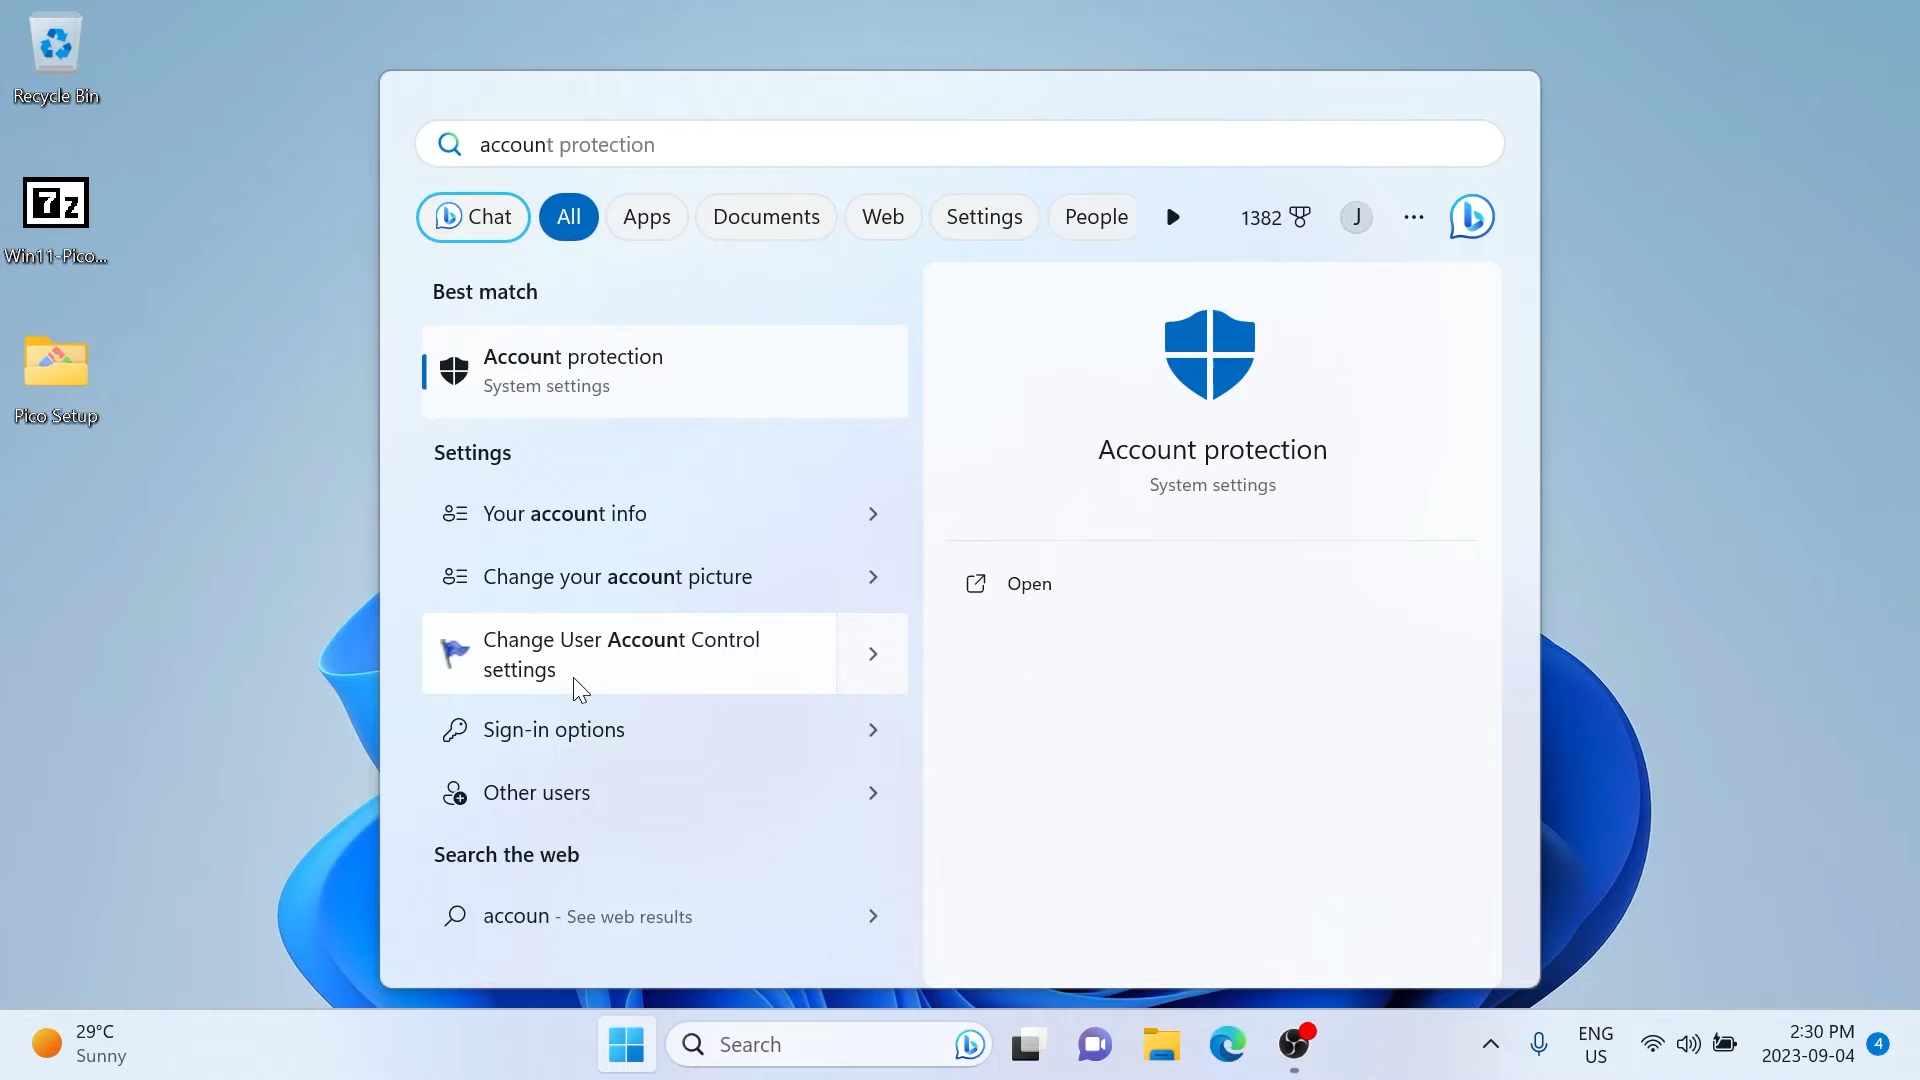 Recycle Bin
7z
Win11-Pico...
Pico Setup
account protection
Chat
All
Apps
Documents
Web
Settings
People
1382
J
Best match
Account protection
System settings
Settings
Your account info
Change your account picture
Change User Account Control
settings
Sign-in options
Other users
Search the web
accoun - See web results
Account protection
System settings
Open
29°C
Sunny
Search
ENG
US
2:30 PM
2023-09-04
4